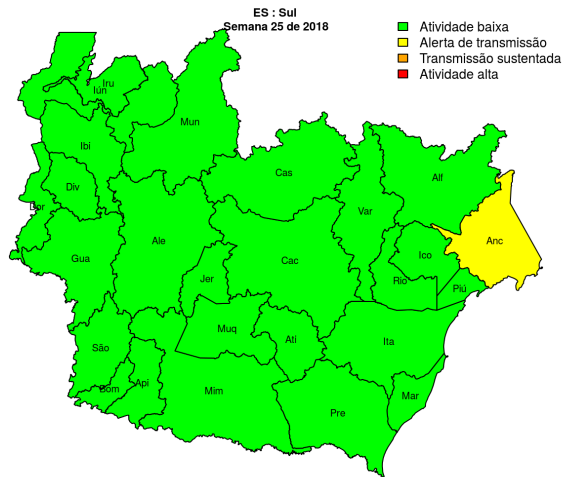 ES : Sul
Semana 25 de 2018
Atividade baixa
Alerta de transmissão
Transmissão sustentada
Atividade alta
Iru
Iún
Mun
Ibi
Cas
Alf
Div
Dor
Var
Ale
Anc
Gua
Cac
Ico
Jer
Rio
Piú
Muq
Ati
Ita
São
Bom
Api
Mim
Mar
Pre